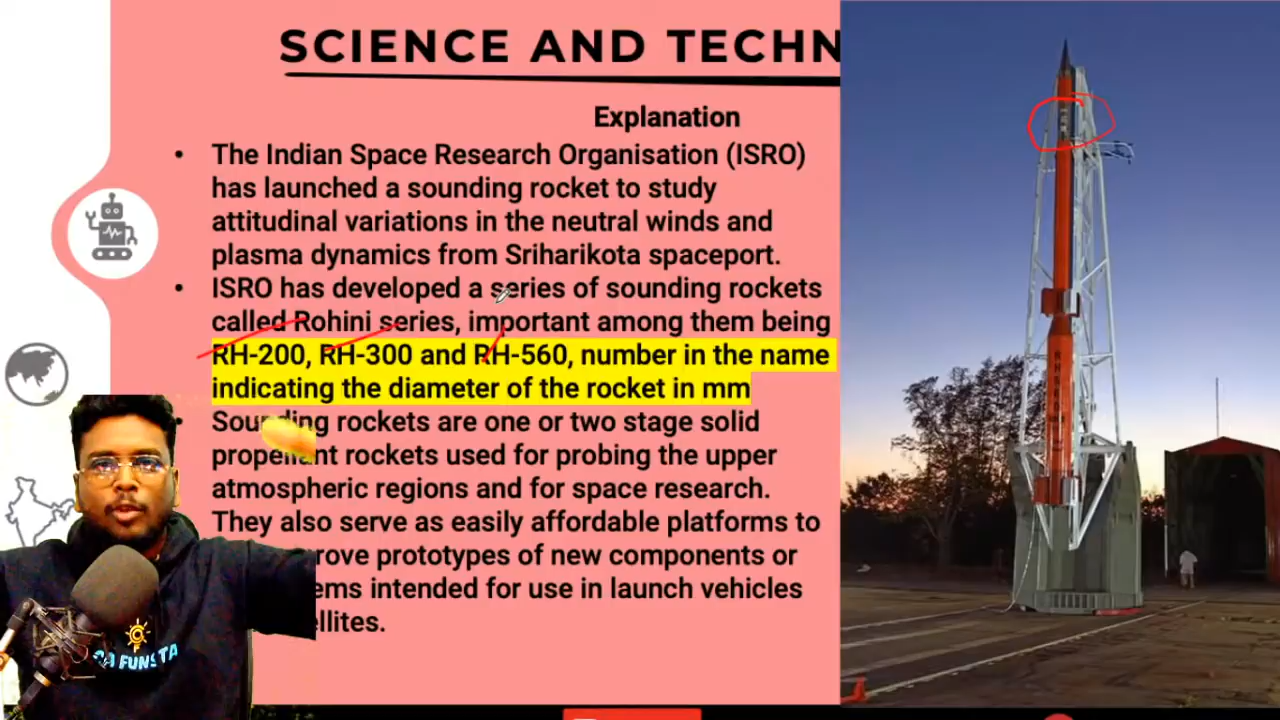 SCIENCE AND TECHN
Explanation
• The Indian Space Research Organisation (ISRO)
has launched a sounding rocket to study
attitudinal variations in the neutral winds and
plasma dynamics from Sriharikota spaceport.
• ISRO has developed a series of sounding rockets
called Rohini series, important among them being
RH-200, RH-300 and RH-560, number in the name
indicating the diameter of the rocket in mm
• Sounding rockets are one or two stage solid
propellant rockets used for probing the upper
atmospheric regions and for space research.
They also serve as easily affordable platforms to
rove prototypes of new components or
ems intended for use in launch vehicles
ellites.